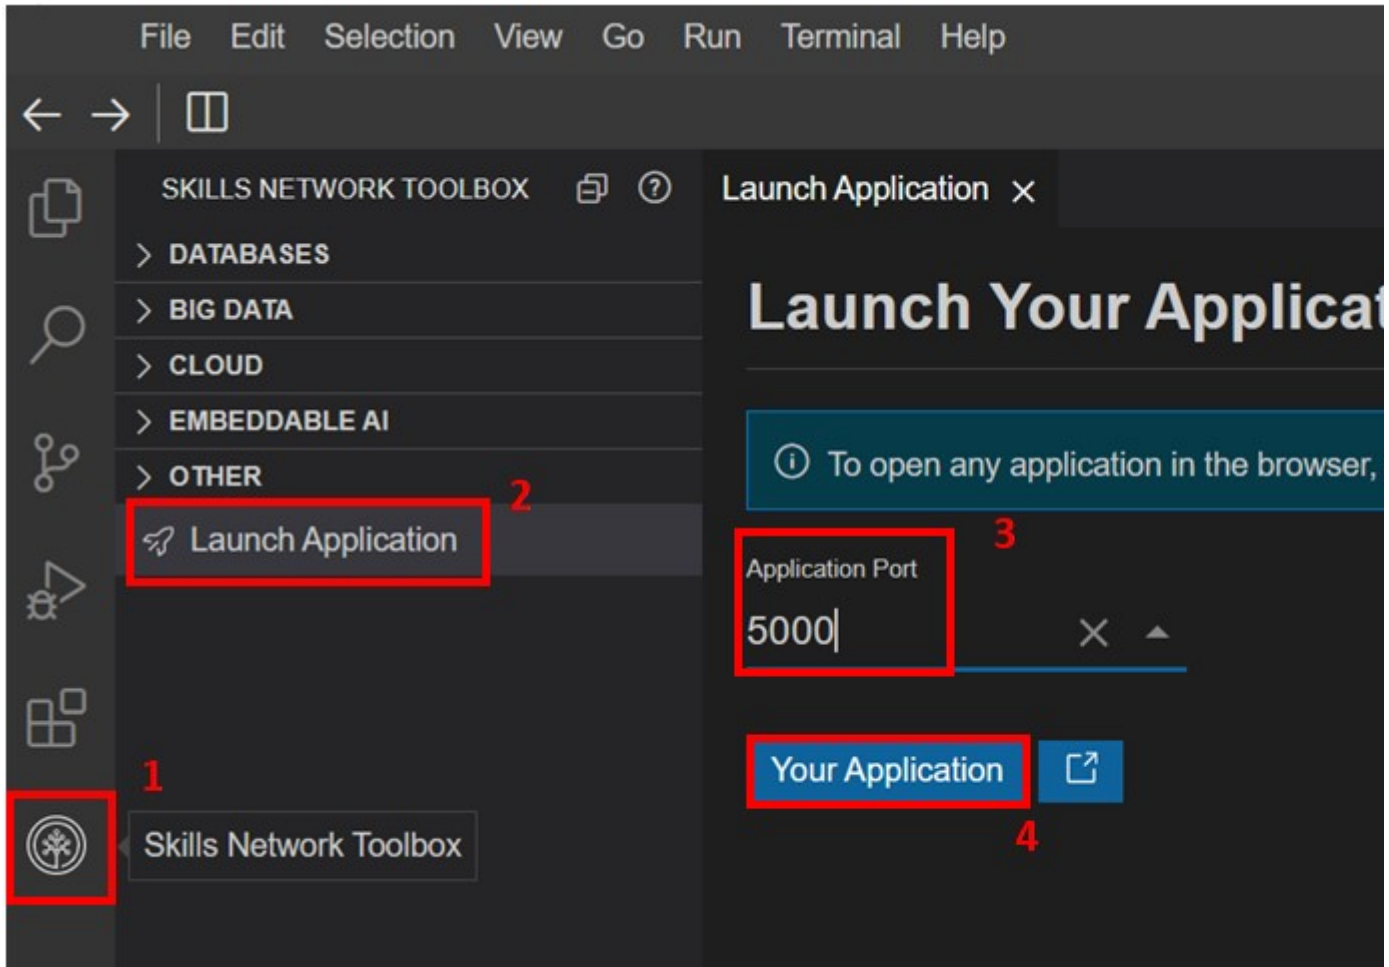 File Edit Selection View Go Run Terminal Help
SKILLS NETWORK TOOLBOX
DATABASES
BIG DATA
CLOUD
EMBEDDABLE AI
OTHER
2
Launch Application
1
Skills Network Toolbox
Launch Application
Launch Your Applicat
To open any application in the browser,
3
Application Port
5000
Your Application
4